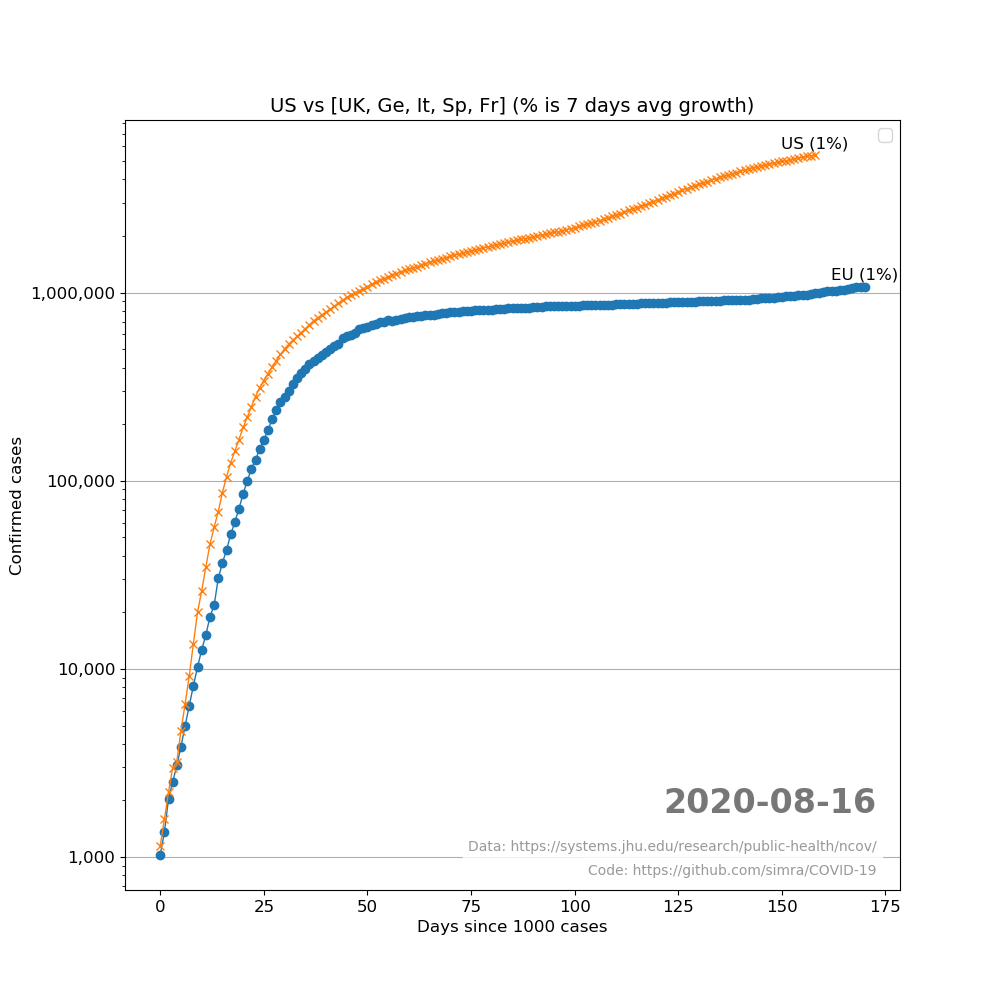 US vs [UK, Ge, It, Sp, Fr] (% is 7 days avg growth)
US (1%)
EU (1%)
1,000,000
100,000
10,000
1,000
Confirmed cases
2020-08-16
Data: https://systems.jhu.edu/research/public-health/ncov/
Code: https://github.com/simra/COVID-19
0 25 50 75 100 125 150 175
Days since 1000 cases